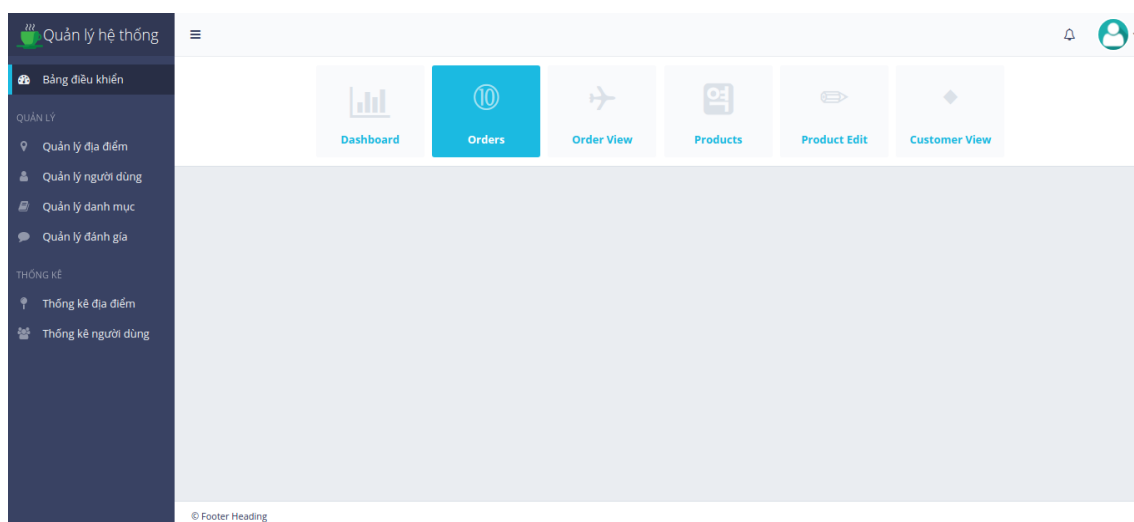 Quản lý hệ thống
Bảng điều khiển
QUẢN LÝ
Quản lý địa điểm
Quản lý người dùng
Quản lý danh mục
Quản lý đánh gía
THỐNG KÊ
Thống kê địa điểm
Thống kê người dùng
10
Dashboard Orders Order View Products Product Edit Customer View
© Footer Heading